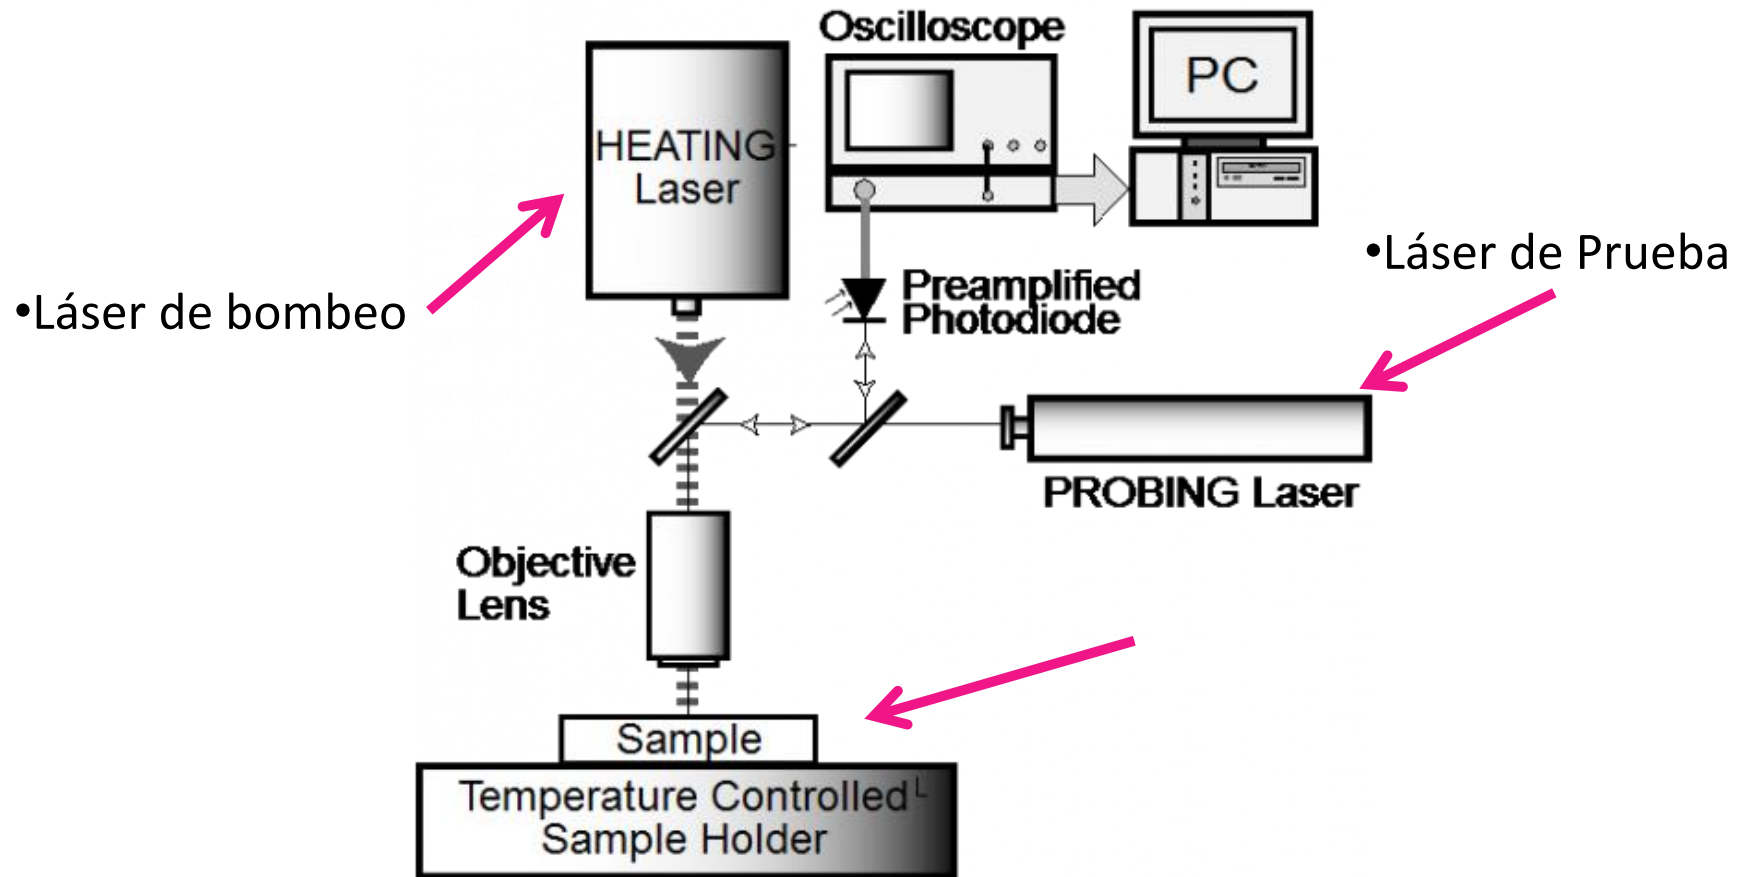 Oscilloscope
PC
HEATING
Laser
•Láser de Prueba
Preamplified
Photodiode
•Láser de bombeo
PROBING Laser
Objective
Lens
Sample
Temperature Controlled L
Sample Holder